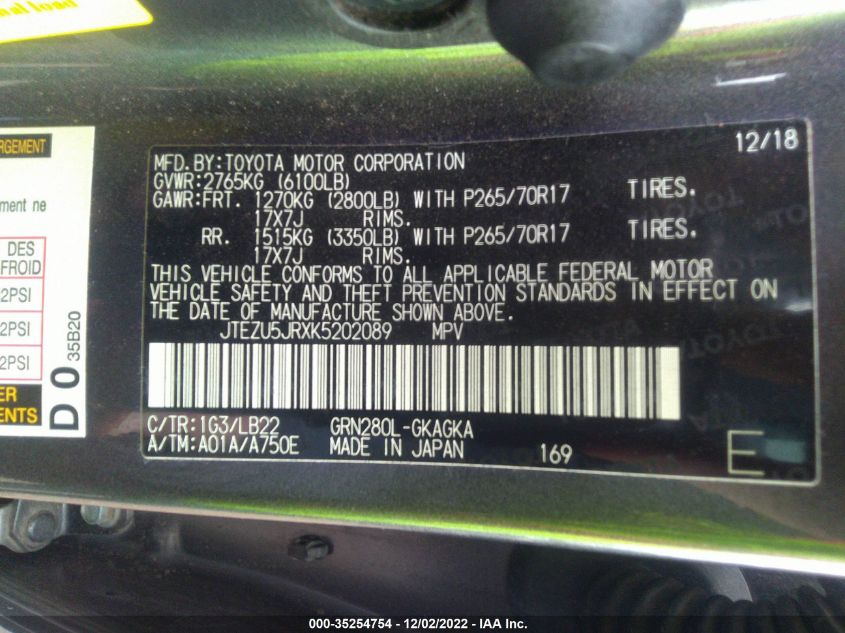 nal load
RGEMENT
ement ne
DES
FROID
2PSI
2PSI
2PSI
ER
ENTS
D 0 35B20
12/18
MFD. BY: TOYOTA MOTOR CORPORATION
GVWR: 2765KG (6100LB)
GAWR: FRT. 1270KG (2800LB) WITH P265/70R17 TIRES.
17X7J RIMS.
RR. 1515KG (3350LB) WITH P265/70R17 TIRES.
17X7J RIMS.
THIS VEHICLE CONFORMS TO ALL APPLICABLE FEDERAL MOTOR
VEHICLE SAFETY AND THEFT PREVENTION STANDARDS IN EFFECT ON
THE DATE OF MANUFACTURE SHOWN ABOVE.
JTEZU5JRXK5202089 MPV
C/TR: 1G3/LB22 GRN280L-GKAGKA
A/TM: A01A/A750E MADE IN JAPAN 169 E
000-35254754 - 12/02/2022 - IAA Inc.